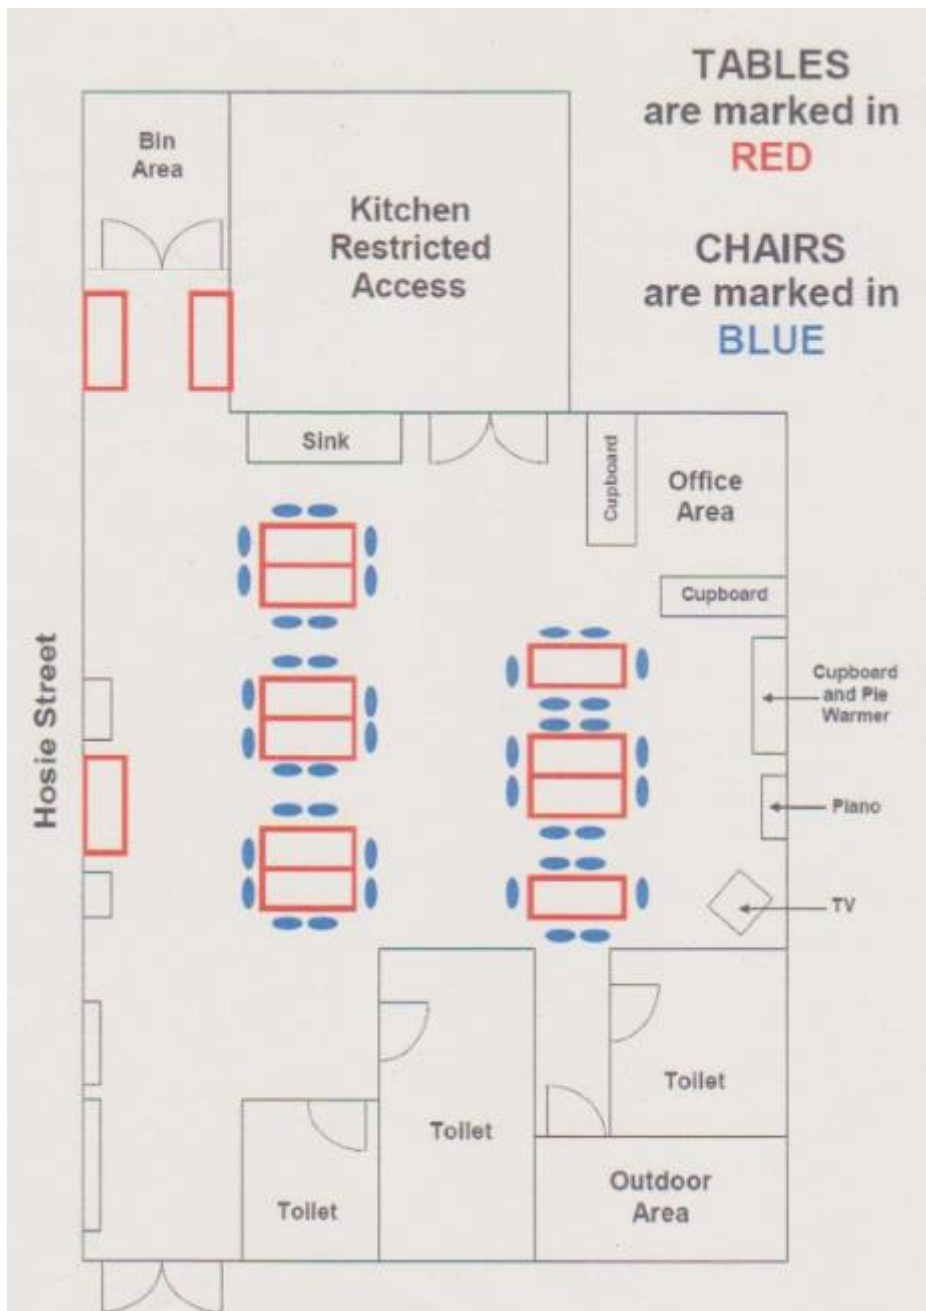 TABLES
are marked in
RED
CHAIRS
are marked in
BLUE
Bin
Area
Kitchen
Restricted
Access
Sink
Cupboard
Office
Area
Cupboard
Cupboard
and Pie
Warmer
Piano
TV
Hosie Street
Toilet
Toilet
Toilet
Outdoor
Area